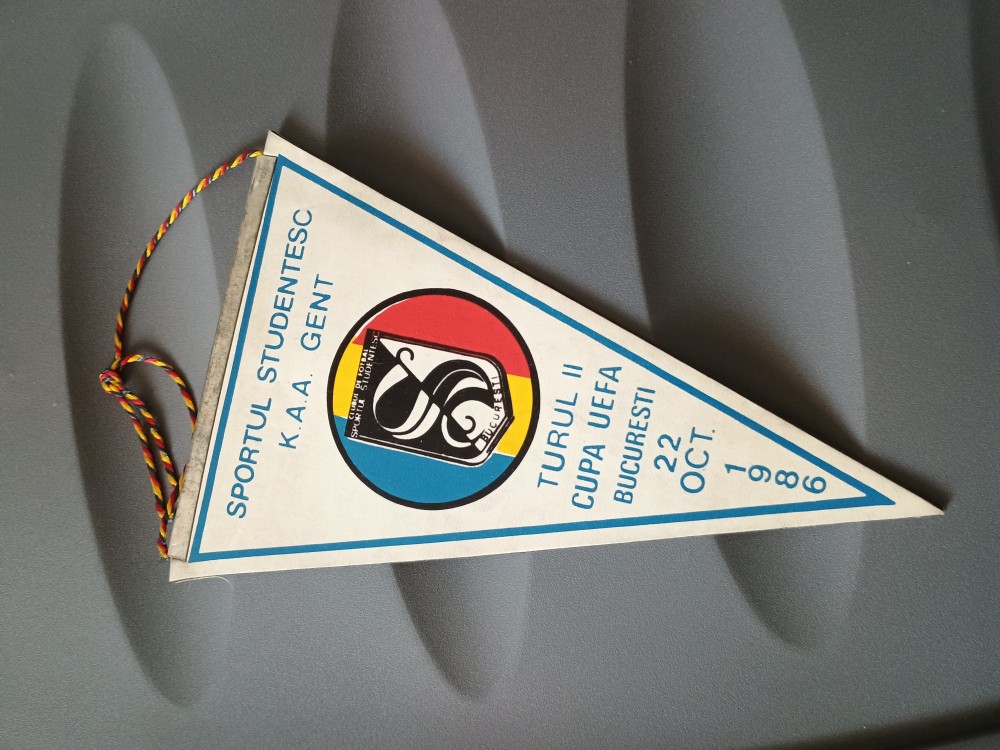 SPORTUL STUDENTESC
K.A.A. GENT
CLUBUL DE FOTBAL
SPORTUL STUDENTESC
BUCURESTI
TURUL II
CUPA UEFA
BUCURESTI
22
OCT.
1
9
8
6